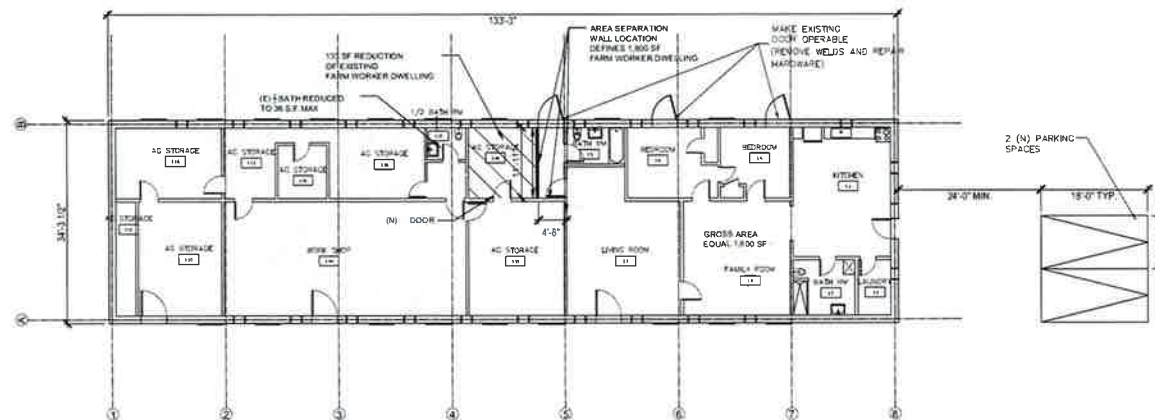 133'-3"
AREA SEPARATION
WALL LOCATION
DEFINES 1,800 SF
FARM WORKER DWELLING
MAKE EXISTING
DOOR OPERABLE
(REMOVE WELDS AND REPAIR
HARDWARE)
SF REDUCTION
OF EXISTING
FARM WORKER DWELLING
(E) BATH REDUCED
TO 36 S.F. MAX
1/2 BATH RM
2 (N) PARKING
SPACES
B
AG STORAGE
AG STORAGE
AG STORAGE
AG STORAGE
AG STORAGE
BATH RM
BEDROOM
BEDROOM
KITCHEN
24'-0" MIN.
18'-0" TYP.
34'-3 1/2"
AG STORAGE
(N) DOOR
4'-8"
AG STORAGE
WORK SHOP
AG STORAGE
LIVING ROOM
GROSS AREA
EQUAL 1,800 SF
FAMILY ROOM
BATH RM
LAUNDRY
A
1
2
3
4
5
6
7
8